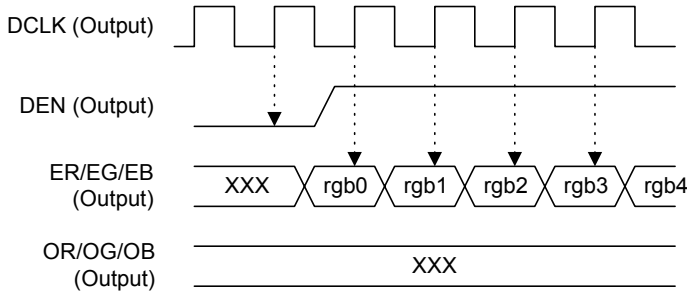 DCLK (Output)
DEN (Output)
ER/EG/EB
(Output)
XXX rgb0 rgb1 rgb2 rgb3 rgb4
OR/OG/OB
(Output)
XXX